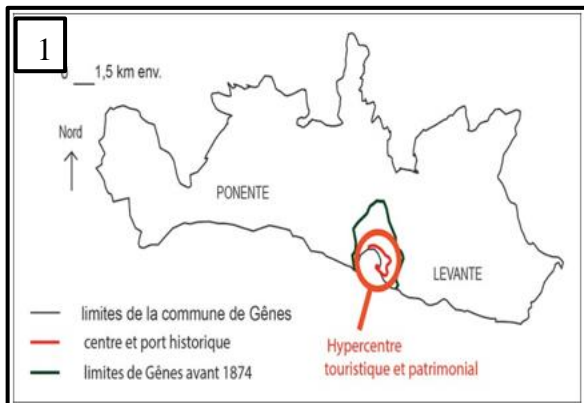 1
1,5 km env.
Nord
PONENTE
LEVANTE
limites de la commune de Gênes
centre et port historique
limites de Gênes avant 1874
Hypercentre
touristique et patrimonial